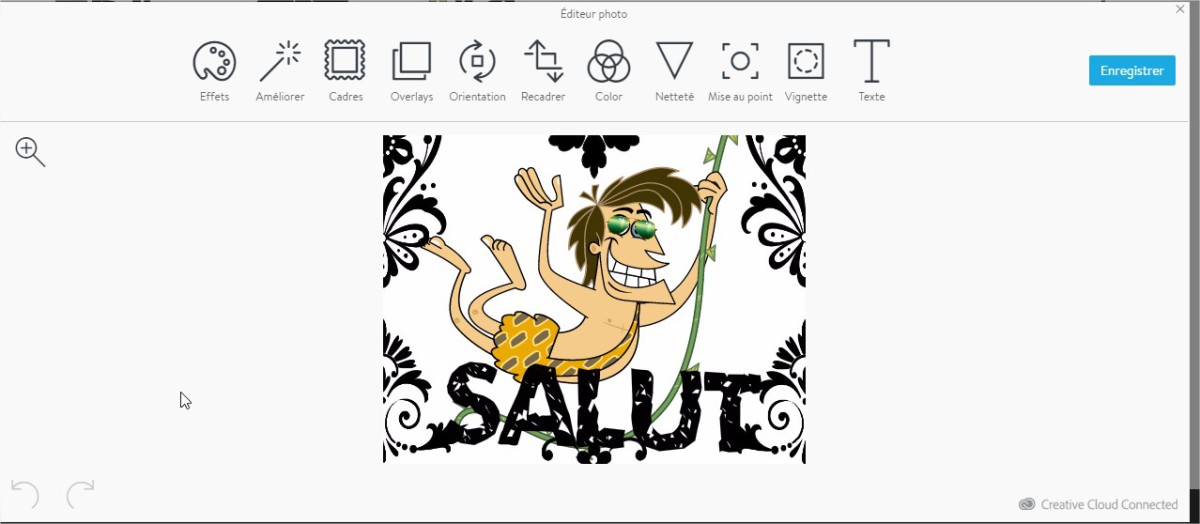 Éditeur photo
Effets Améliorer Cadres Overlays Orientation Recadrer Color Netteté Mise au point Vignette Texte
Enregistrer
SALUT
Creative Cloud Connected